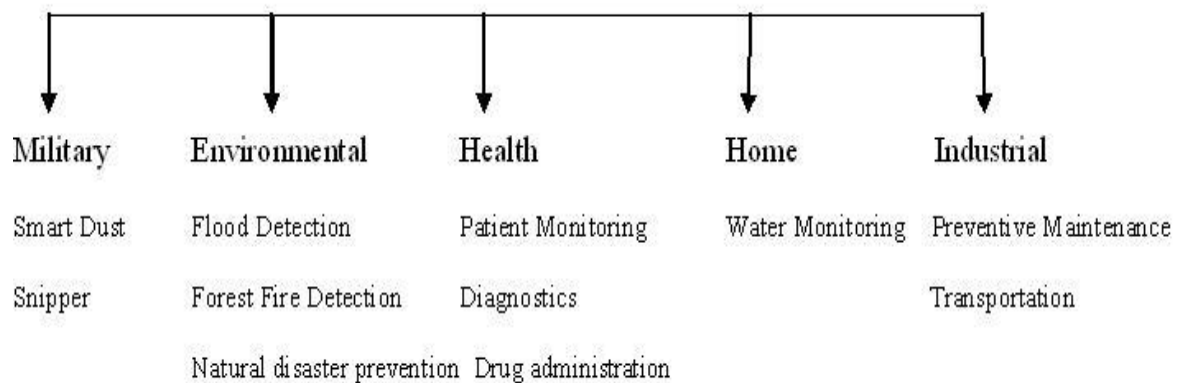 Military Environmental Health Home Industrial
Smart Dust Flood Detection Patient Monitoring Water Monitoring Preventive Maintenance
Snipper Forest Fire Detection Diagnostics Transportation
Natural disaster prevention Drug administration